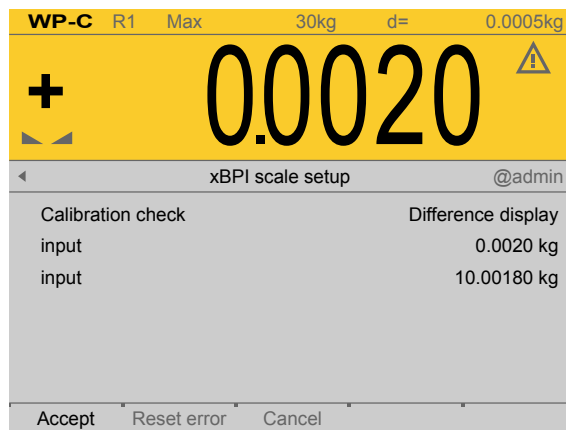 WP-C R1 Max 30kg d= 0.0005kg
+ 0.0020
xBPI scale setup @admin
Calibration check Difference display
input 0.0020 kg
input 10.00180 kg
Accept Reset error Cancel